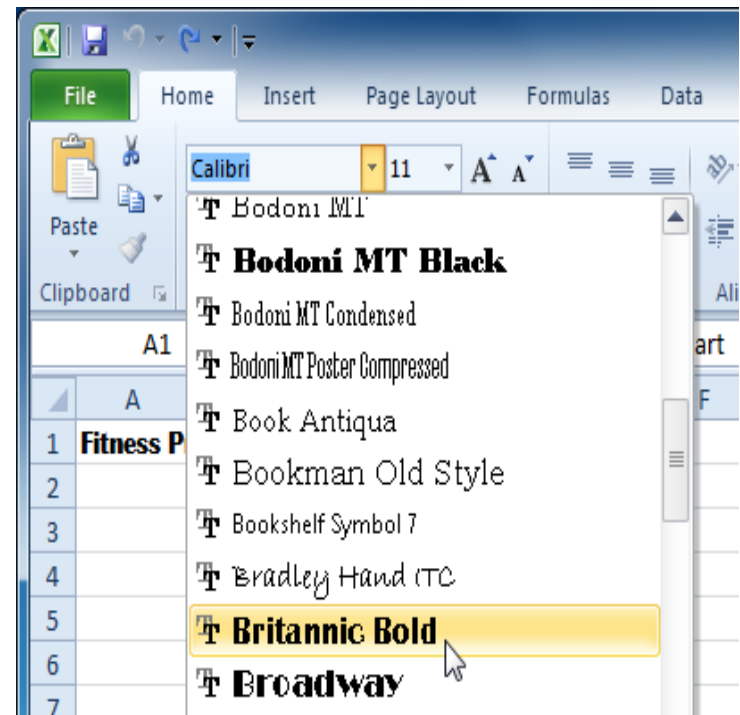 File Home Insert Page Layout Formulas Data
Calibri 11 A A
Paste
Clipboard Ali
A1 art
A F
1 Fitness P
2
3
4
5
6
7
Bodoni MT
Bodoni MT Black
Bodoni MT Condensed
Bodoni MT Poster Compressed
Book Antiqua
Bookman Old Style
Bookshelf Symbol 7
Bradley Hand ITC
Britannic Bold
Broadway